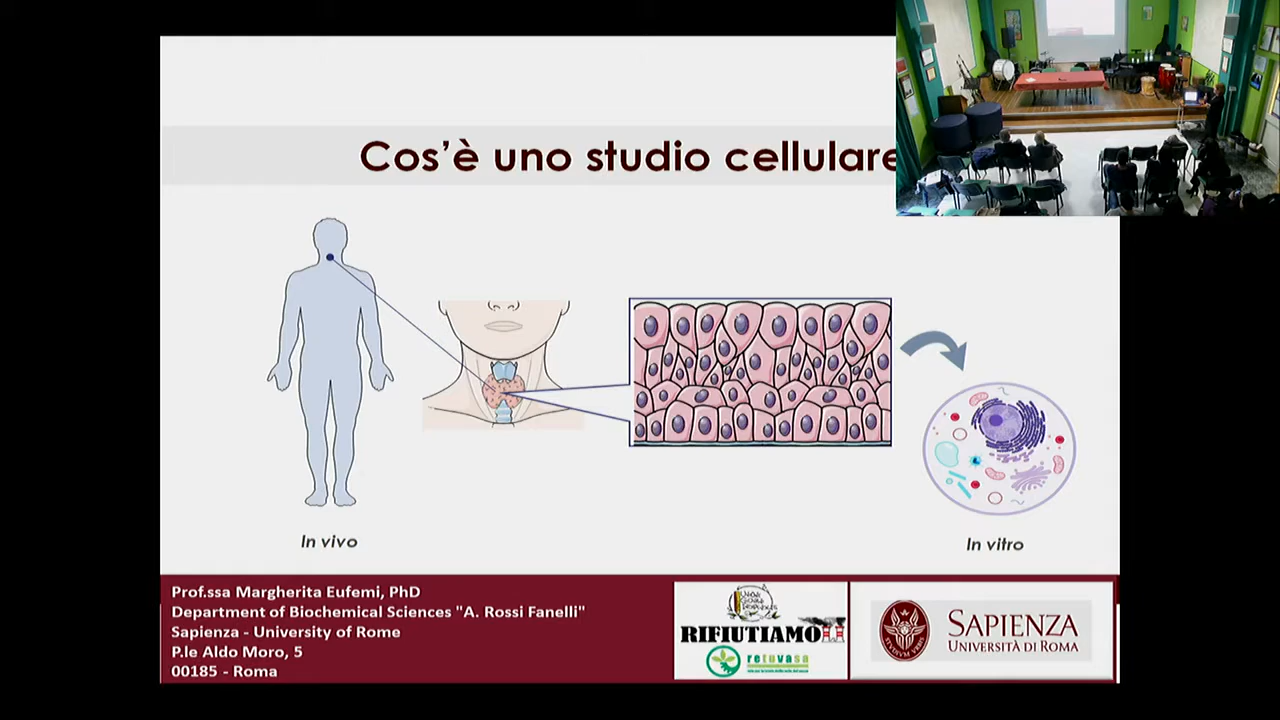 Cos'è uno studio cellulare
In vivo
In vitro
Prof.ssa Margherita Eufemi, PhD
Department of Biochemical Sciences "A. Rossi Fanelli"
Sapienza - University of Rome
P.le Aldo Moro, 5
00185 - Roma
RIFIUTIAMO
retuvasa
SAPIENZA
UNIVERSITÀ DI ROMA